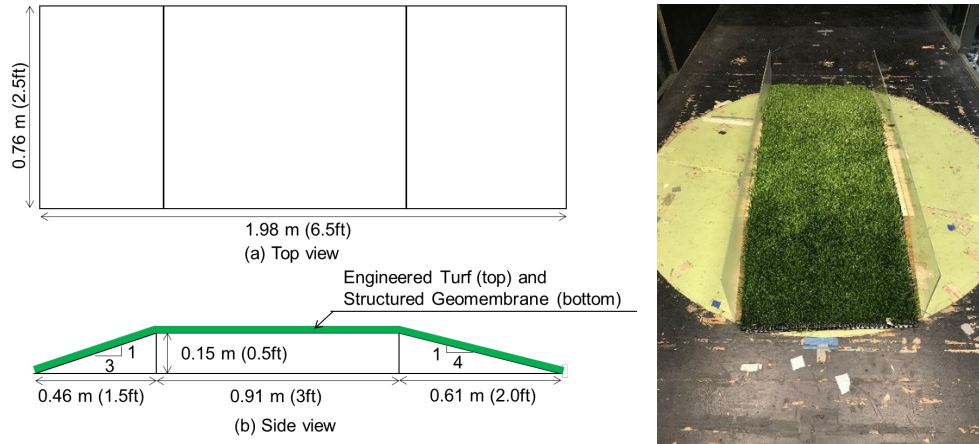 0.76 m (2.5ft)
1.98 m (6.5ft)
(a) Top view
Engineered Turf (top) and
Structured Geomembrane (bottom)
1
3
0.15 m (0.5ft)
1
4
0.46 m (1.5ft)
0.91 m (3ft)
0.61 m (2.0ft)
(b) Side view